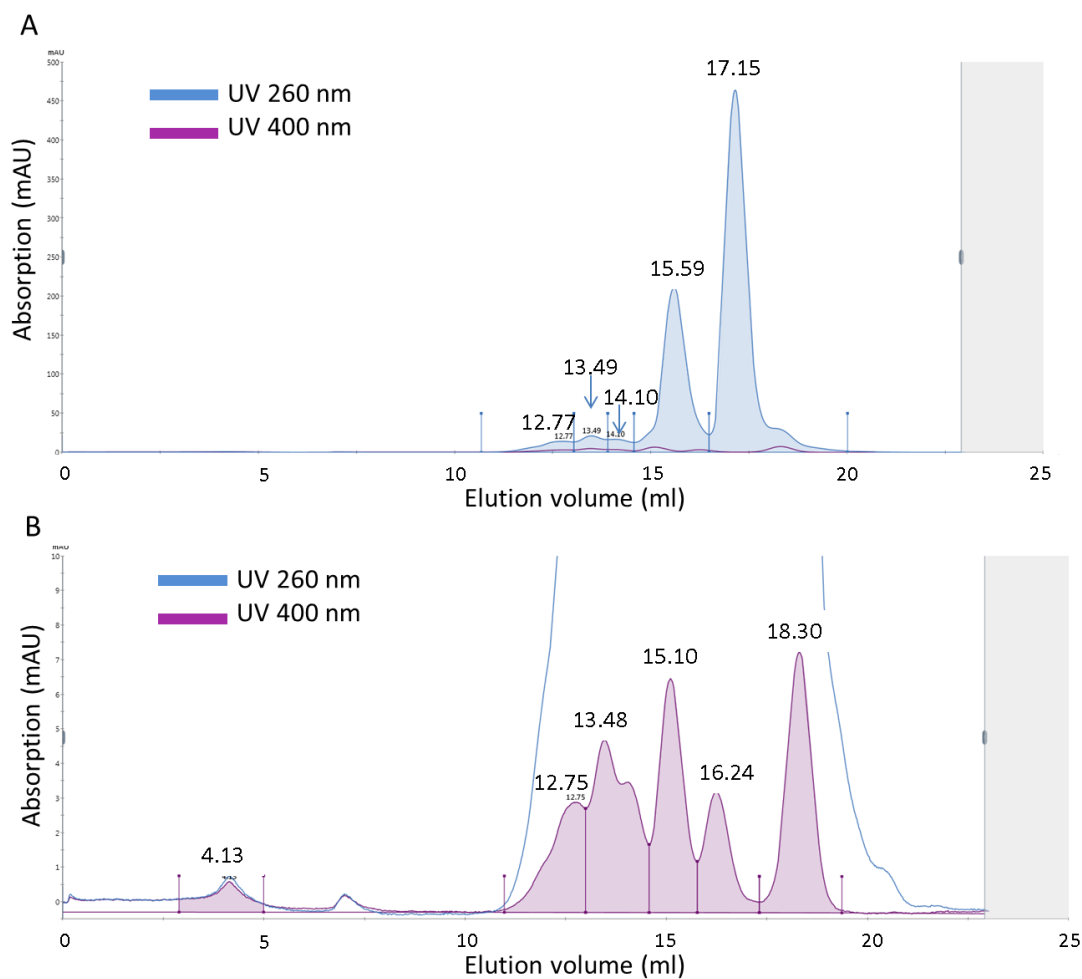 A
mAU
500
450
400
350
300
250
200
150
100
50
0
Absorption (mAU)
UV 260 nm
UV 400 nm
17.15
15.59
13.49
14.10
12.77
12.77
13.49
14.10
0 5 10 15 20 25
Elution volume (ml)
B
mAU
10
9
8
7
6
5
4
3
2
1
0
Absorption (mAU)
UV 260 nm
UV 400 nm
18.30
15.10
13.48
16.24
12.75
12.75
4.13
0 5 10 15 20 25
Elution volume (ml)